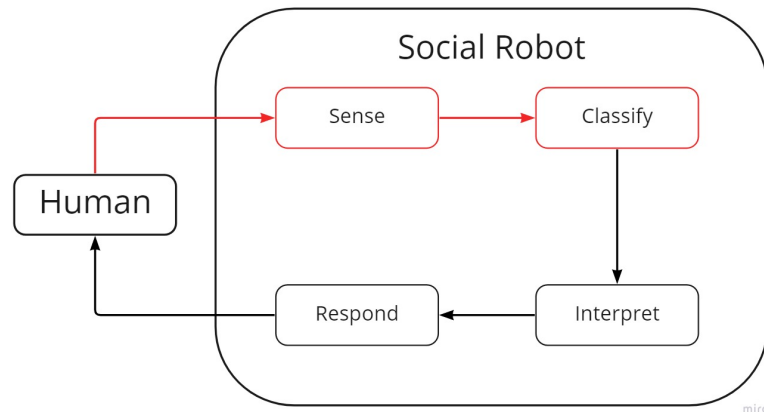 Social Robot
Sense
Classify
Human
Respond
Interpret